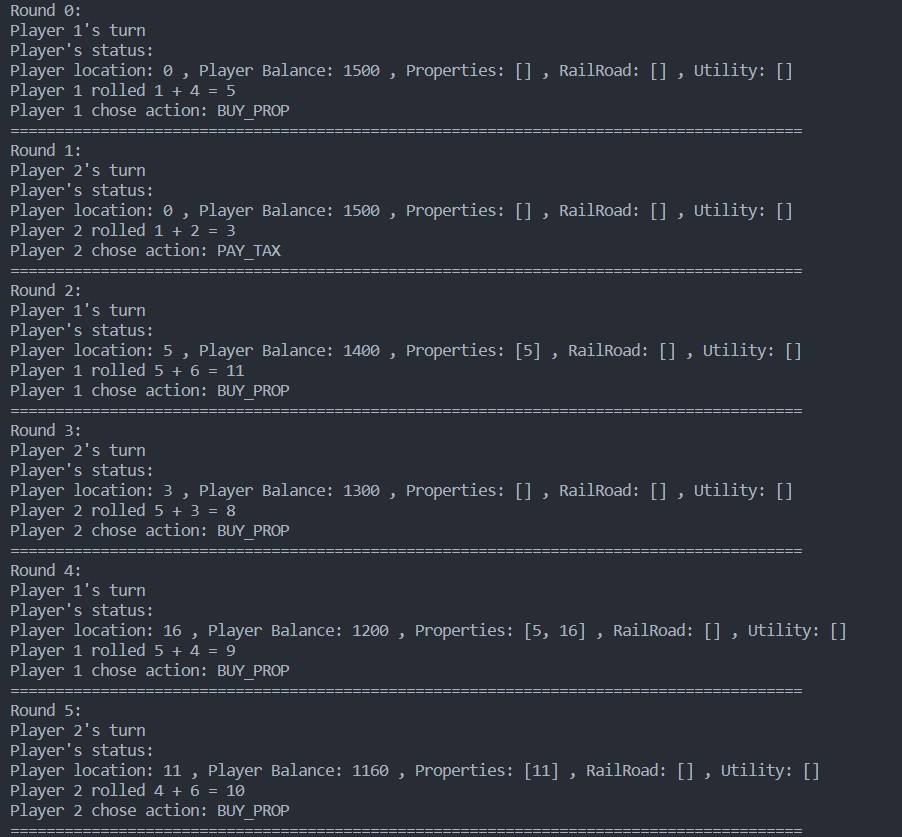 Round 0:
Player 1's turn
Player's status:
Player location: 0 , Player Balance: 1500 , Properties: [] , RailRoad: [] , Utility: []
Player 1 rolled 1 + 4 = 5
Player 1 chose action: BUY_PROP
========================================================================================
Round 1:
Player 2's turn
Player's status:
Player location: 0 , Player Balance: 1500 , Properties: [] , RailRoad: [] , Utility: []
Player 2 rolled 1 + 2 = 3
Player 2 chose action: PAY_TAX
========================================================================================
Round 2:
Player 1's turn
Player's status:
Player location: 5 , Player Balance: 1400 , Properties: [5] , RailRoad: [] , Utility: []
Player 1 rolled 5 + 6 = 11
Player 1 chose action: BUY_PROP
========================================================================================
Round 3:
Player 2's turn
Player's status:
Player location: 3 , Player Balance: 1300 , Properties: [] , RailRoad: [] , Utility: []
Player 2 rolled 5 + 3 = 8
Player 2 chose action: BUY_PROP
========================================================================================
Round 4:
Player 1's turn
Player's status:
Player location: 16 , Player Balance: 1200 , Properties: [5, 16] , RailRoad: [] , Utility: []
Player 1 rolled 5 + 4 = 9
Player 1 chose action: BUY_PROP
========================================================================================
Round 5:
Player 2's turn
Player's status:
Player location: 11 , Player Balance: 1160 , Properties: [11] , RailRoad: [] , Utility: []
Player 2 rolled 4 + 6 = 10
Player 2 chose action: BUY_PROP
========================================================================================